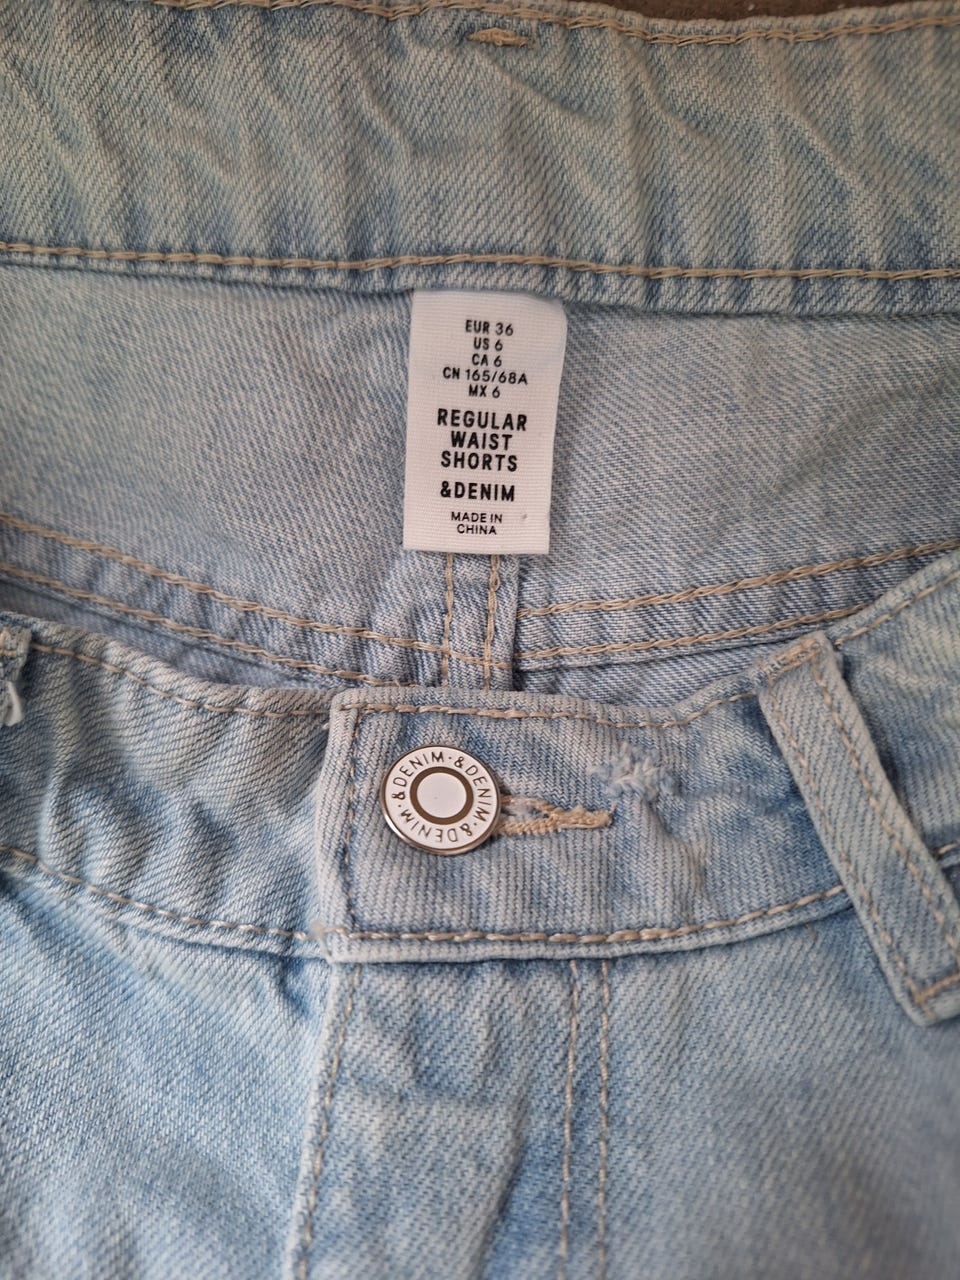 EUR 36
US 6
CA 6
CN 165/68A
MX 6
REGULAR
WAIST
SHORTS
&DENIM
MADE IN
CHINA
&DENIM·&DENIM·&DENIM·